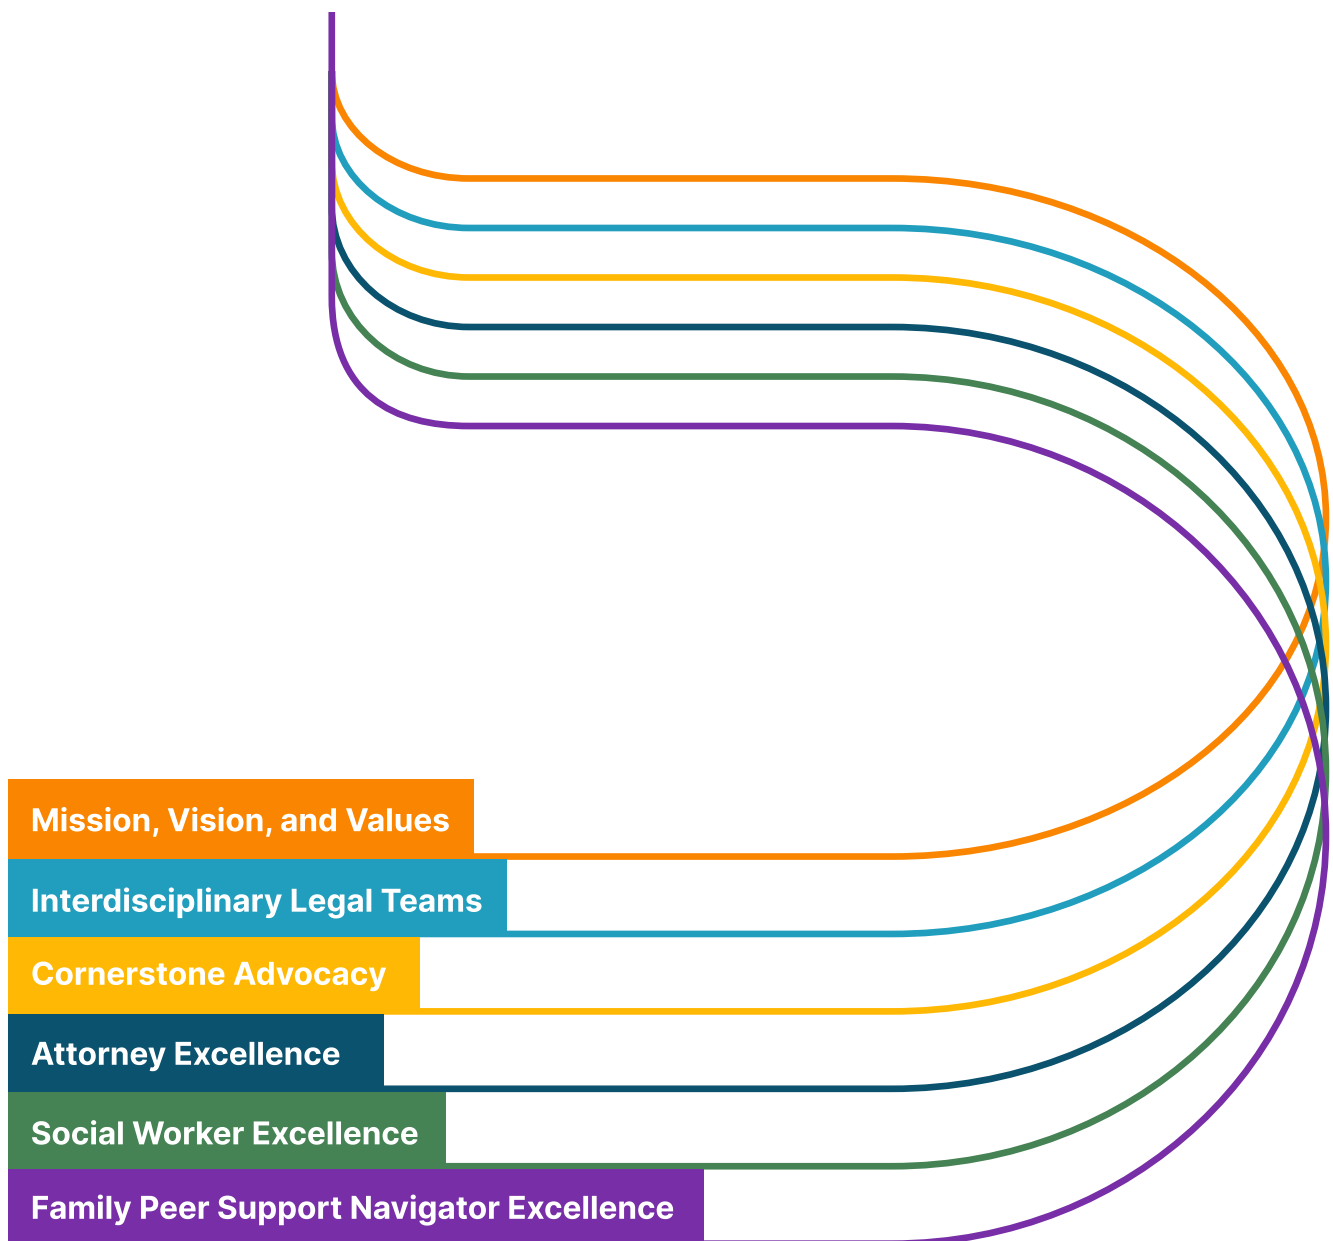 Mission, Vision, and Values
Interdisciplinary Legal Teams
Cornerstone Advocacy
Attorney Excellence
Social Worker Excellence
Family Peer Support Navigator Excellence